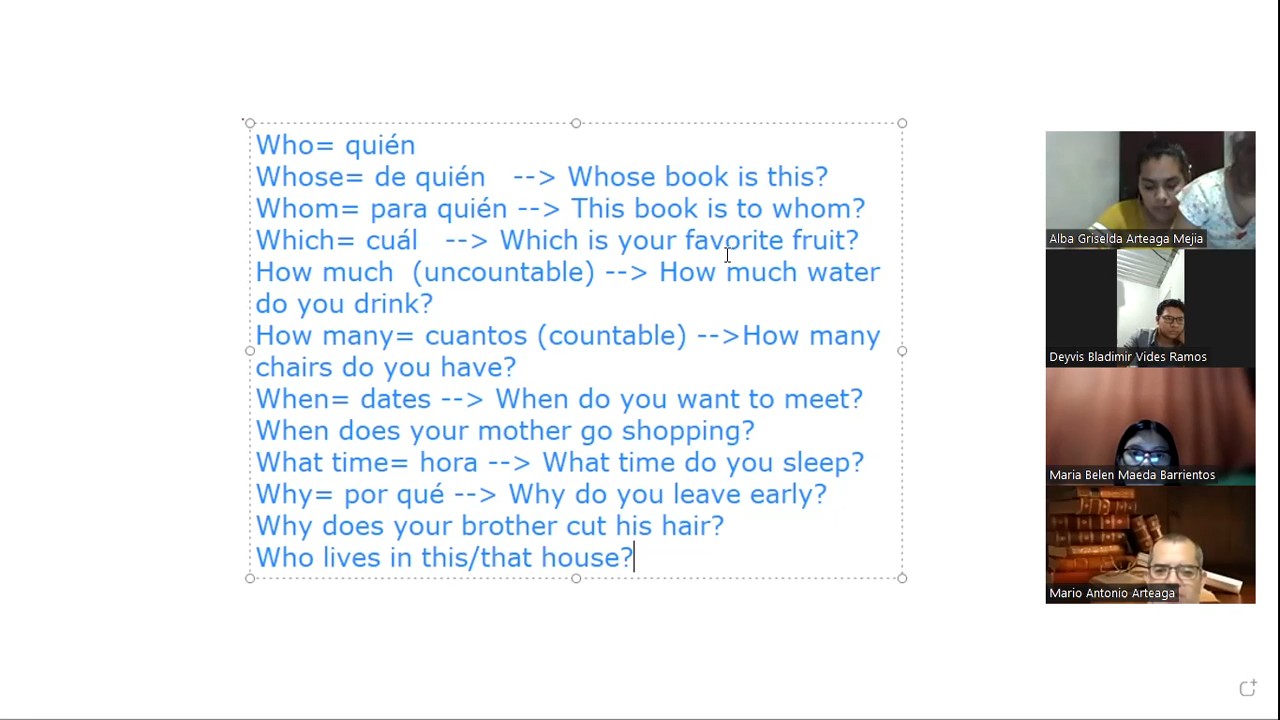 Who= quién
Whose= de quién   --> Whose book is this?
Whom= para quién --> This book is to whom?
Which= cuál   --> Which is your favorite fruit?
How much  (uncountable) --> How much water
do you drink?
How many= cuantos (countable) -->How many
chairs do you have?
When= dates --> When do you want to meet?
When does your mother go shopping?
What time= hora --> What time do you sleep?
Why= por qué --> Why do you leave early?
Why does your brother cut his hair?
Who lives in this/that house?
Alba Griselda Arteaga Mejia
Deyvis Bladimir Vides Ramos
Maria Belen Maeda Barrientos
Mario Antonio Arteaga